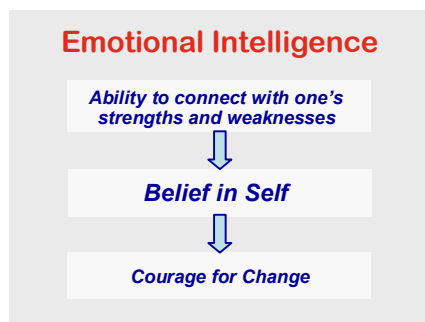 Emotional Intelligence
Ability to connect with one's
strengths and weaknesses
Belief in Self
Courage for Change